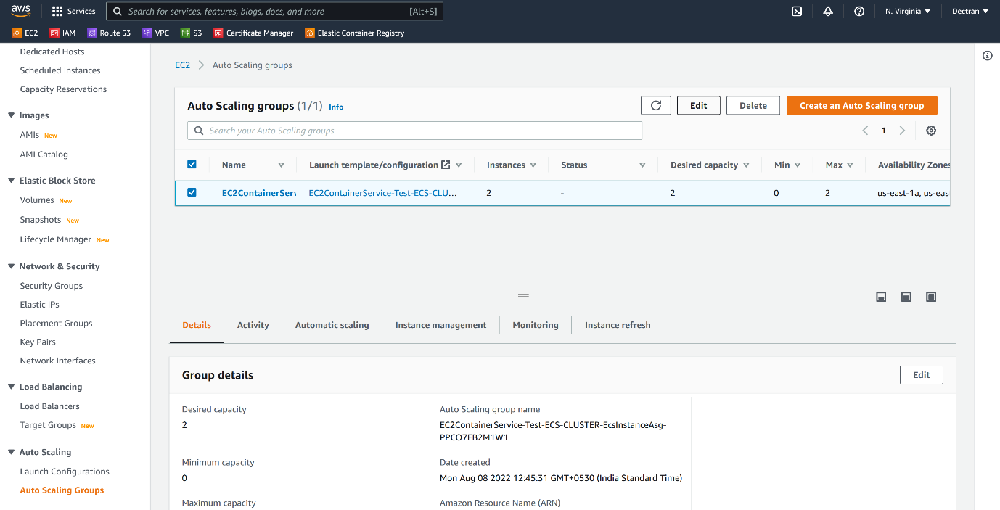 aws
Services
Search for services, features, blogs, docs, and more
[Alt+S]
N. Virginia
Dectran
EC2
IAM
Route 53
VPC
S3
Certificate Manager
Elastic Container Registry
Dedicated Hosts
Scheduled Instances
Capacity Reservations
Images
AMIs New
AMI Catalog
Elastic Block Store
Volumes New
Snapshots New
Lifecycle Manager New
Network & Security
Security Groups
Elastic IPs
Placement Groups
Key Pairs
Network Interfaces
Load Balancing
Load Balancers
Target Groups New
Auto Scaling
Launch Configurations
Auto Scaling Groups
EC2 > Auto Scaling groups
Auto Scaling groups (1/1) Info
Edit
Delete
Create an Auto Scaling group
Search your Auto Scaling groups
1
Name
Launch template/configuration
Instances
Status
Desired capacity
Min
Max
Availability Zones
EC2ContainerServ
EC2ContainerService-Test-ECS-CLU...
2
-
2
0
2
us-east-1a, us-east
Details
Activity
Automatic scaling
Instance management
Monitoring
Instance refresh
Group details
Edit
Desired capacity
2
Minimum capacity
0
Maximum capacity
Auto Scaling group name
EC2ContainerService-Test-ECS-CLUSTER-EcsInstanceAsg-
PPCO7EB2M1W1
Date created
Mon Aug 08 2022 12:45:31 GMT+0530 (India Standard Time)
Amazon Resource Name (ARN)